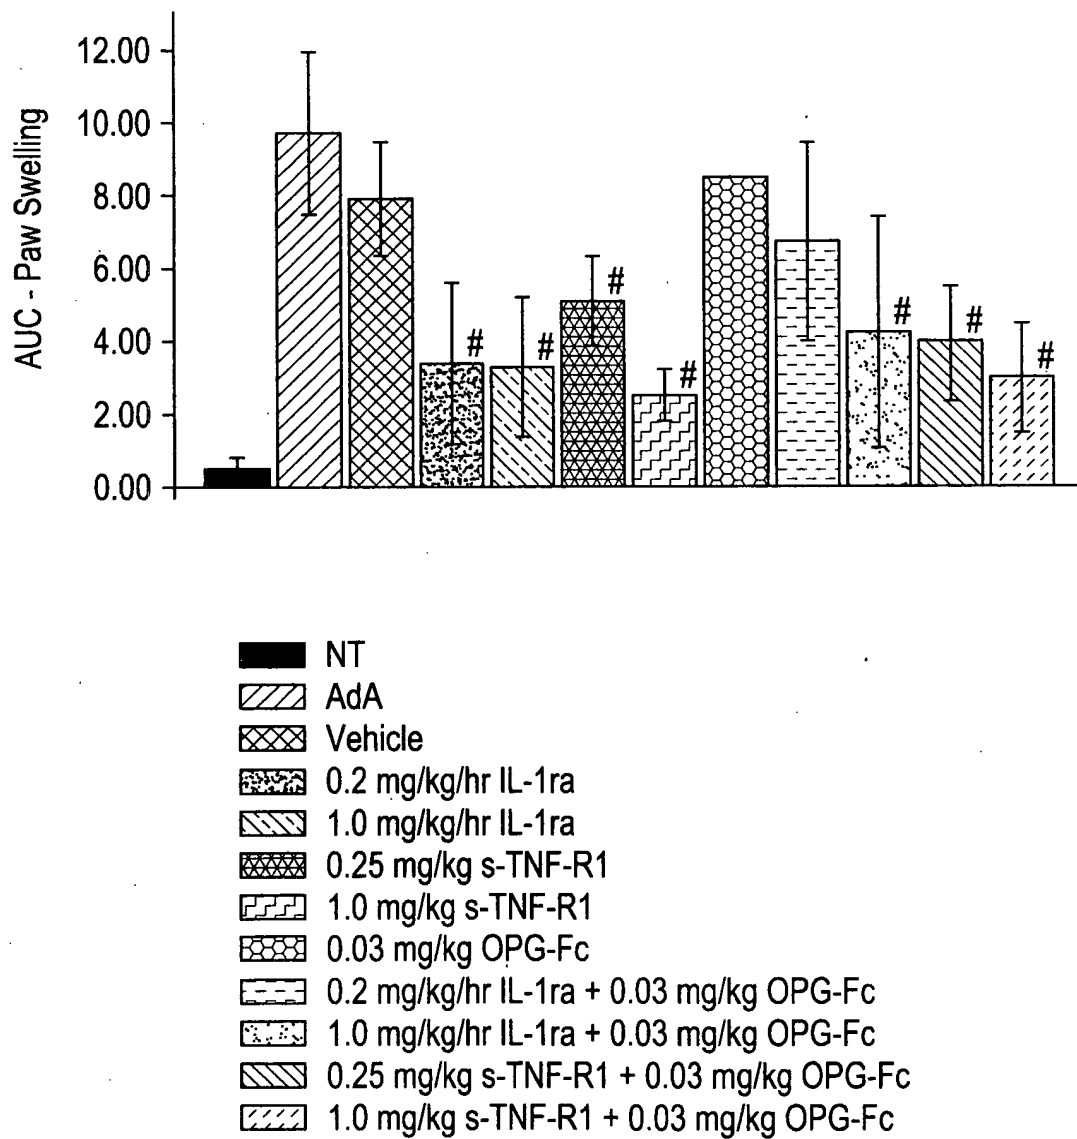 AUC - Paw Swelling
12.00
10.00
8.00
6.00
4.00
2.00
0.00
#
#
#
#
#
#
#
NT
AdA
Vehicle
0.2 mg/kg/hr IL-1ra
1.0 mg/kg/hr IL-1ra
0.25 mg/kg s-TNF-R1
1.0 mg/kg s-TNF-R1
0.03 mg/kg OPG-Fc
0.2 mg/kg/hr IL-1ra + 0.03 mg/kg OPG-Fc
1.0 mg/kg/hr IL-1ra + 0.03 mg/kg OPG-Fc
0.25 mg/kg s-TNF-R1 + 0.03 mg/kg OPG-Fc
1.0 mg/kg s-TNF-R1 + 0.03 mg/kg OPG-Fc